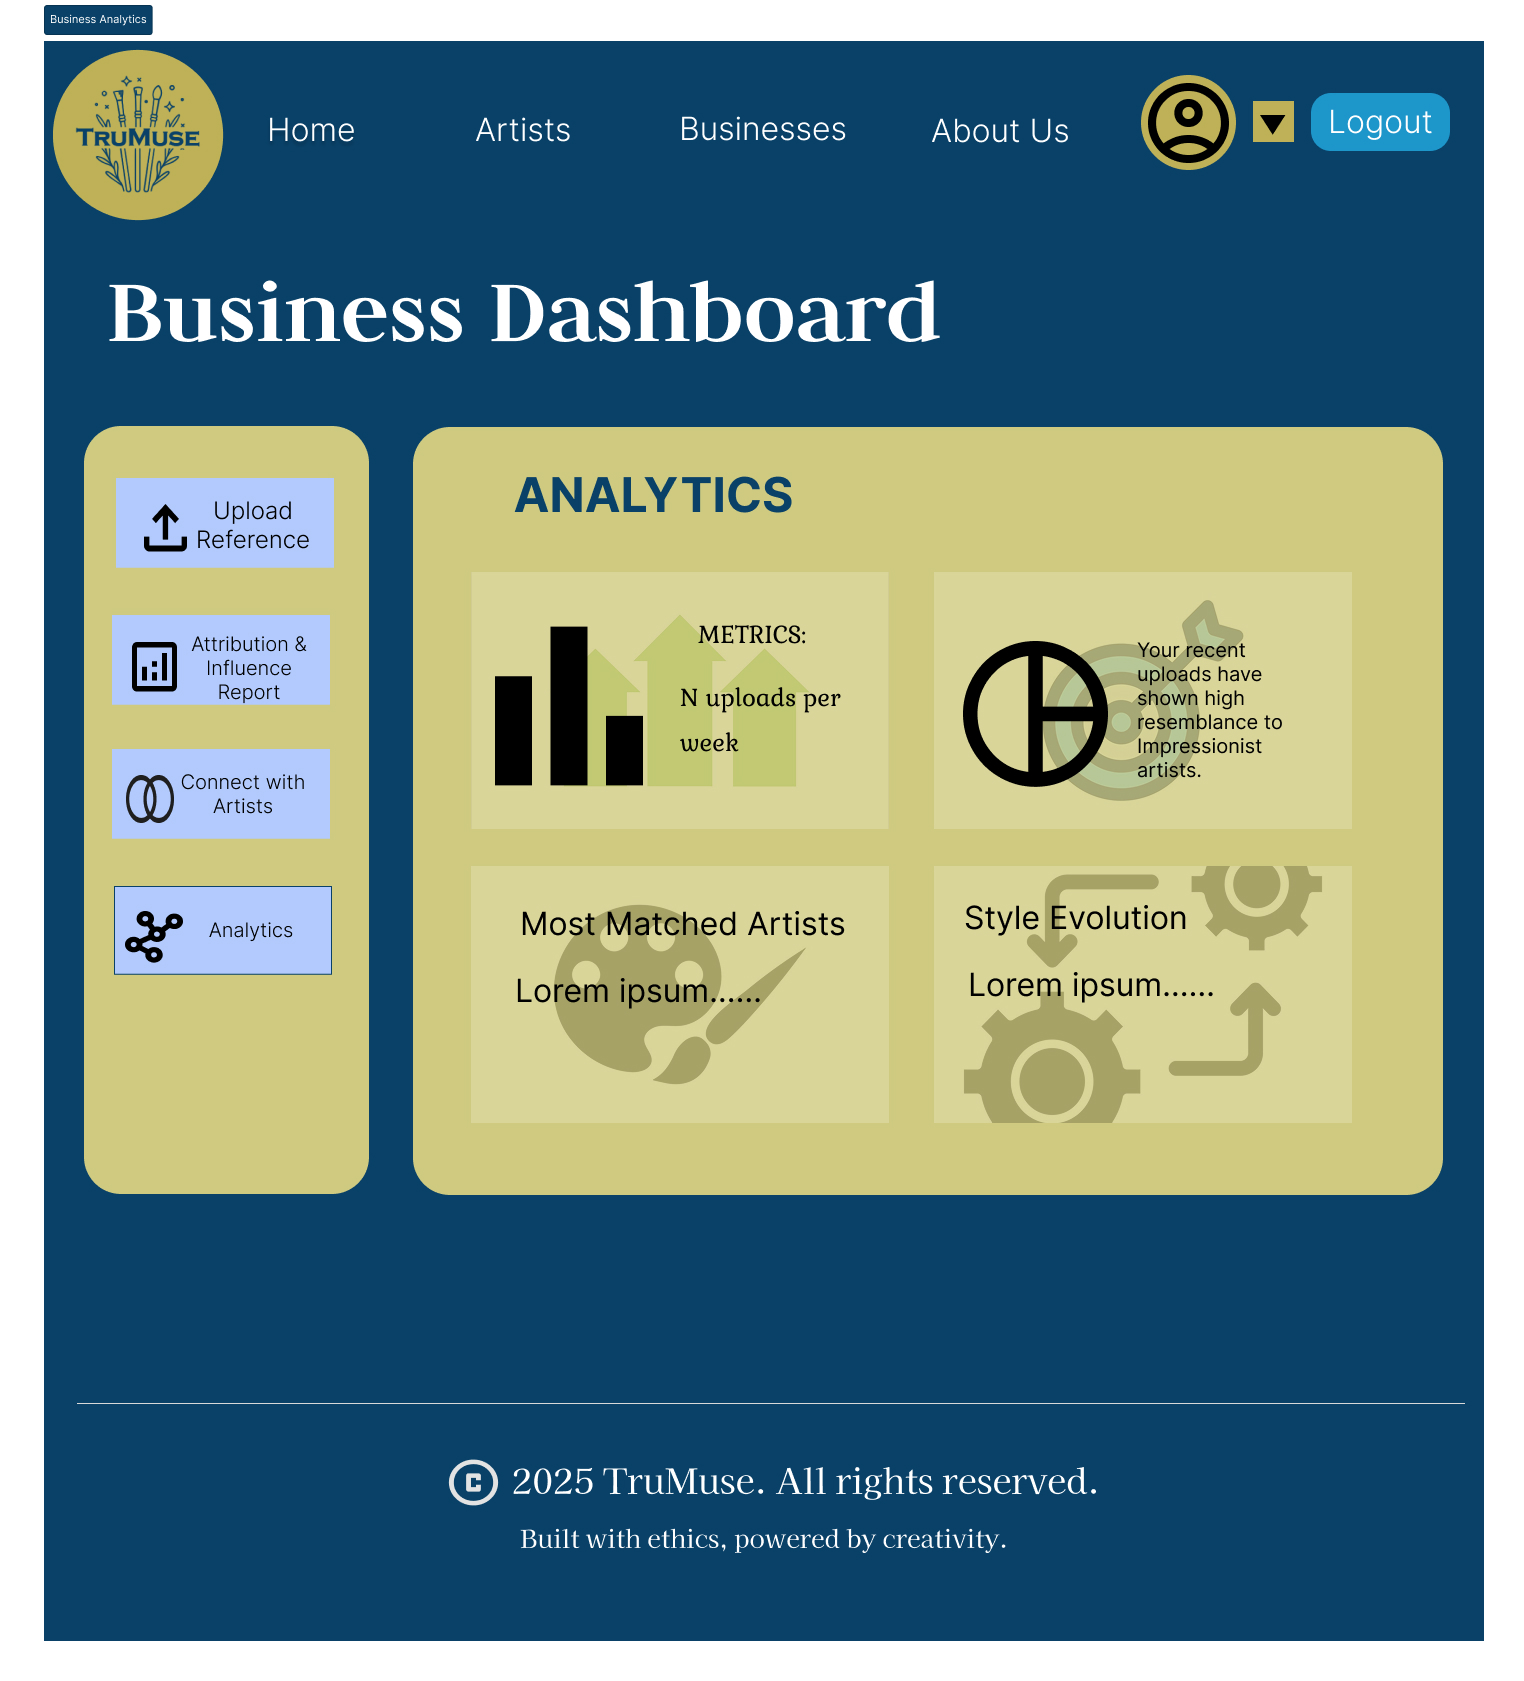 Business Analytics
TRUMUSE
Home
Artists
Businesses
About Us
Logout
Business Dashboard
Upload
Reference
Attribution &
Influence
Report
Connect with
Artists
Analytics
ANALYTICS
METRICS:
N uploads per
week
Your recent
uploads have
shown high
resemblance to
Impressionist
artists.
Most Matched Artists
Lorem ipsum......
Style Evolution
Lorem ipsum......
© 2025 TruMuse. All rights reserved.
Built with ethics, powered by creativity.